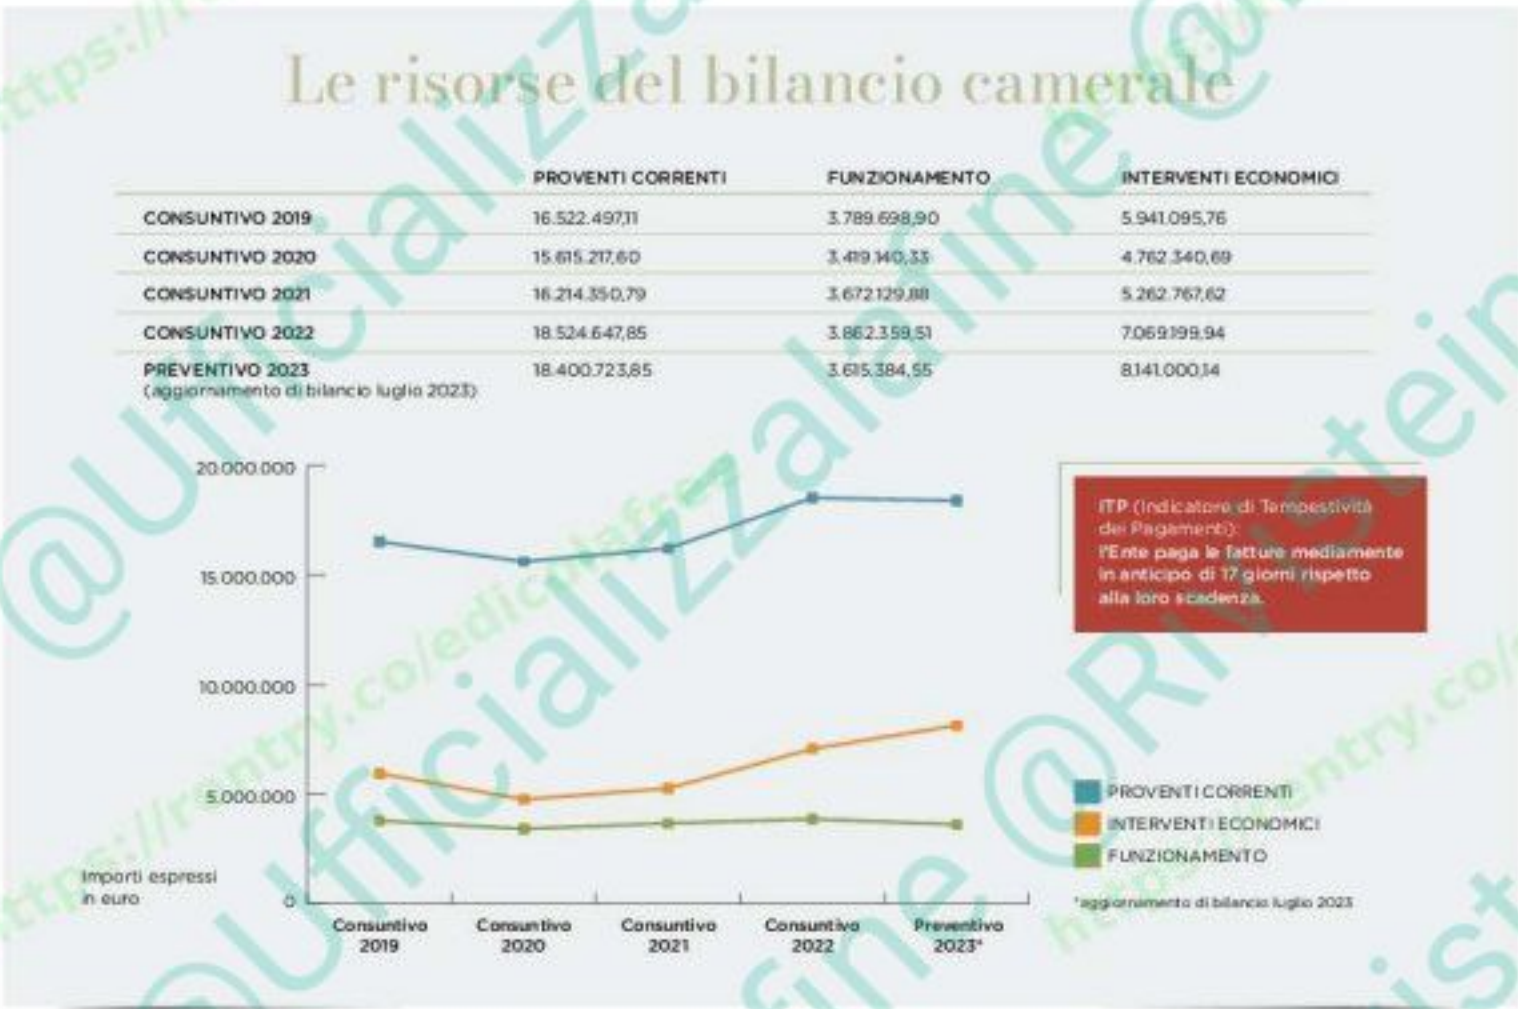 Le risorse del bilancio camerale
PROVENTI CORRENTI FUNZIONAMENTO INTERVENTI ECONOMICI
CONSUNTIVO 2019 16.522.497,11 3.789.698,90 5.941.095,76
CONSUNTIVO 2020 15.615.217,60 3.419.140,33 4.762.340,69
CONSUNTIVO 2021 16.214.350,79 3.672.129,88 5.262.767,62
CONSUNTIVO 2022 18.524.647,85 3.862.359,51 7.069.199,94
PREVENTIVO 2023 18.400.723,85 3.615.384,55 8.141.000,14
(aggiornamento di bilancio luglio 2023)
20.000.000
15.000.000
10.000.000
5.000.000
0
Importi espressi
in euro
Consuntivo Consuntivo Consuntivo Consuntivo Preventivo
2019 2020 2021 2022 2023*
ITP (Indicatore di Tempestività
dei Pagamenti):
l'Ente paga le fatture mediamente
in anticipo di 17 giorni rispetto
alla loro scadenza.
PROVENTI CORRENTI
INTERVENTI ECONOMICI
FUNZIONAMENTO
*aggiornamento di bilancio luglio 2023
@Ufficializzalafine @Rivistein
https://rentry.co/ediculafree